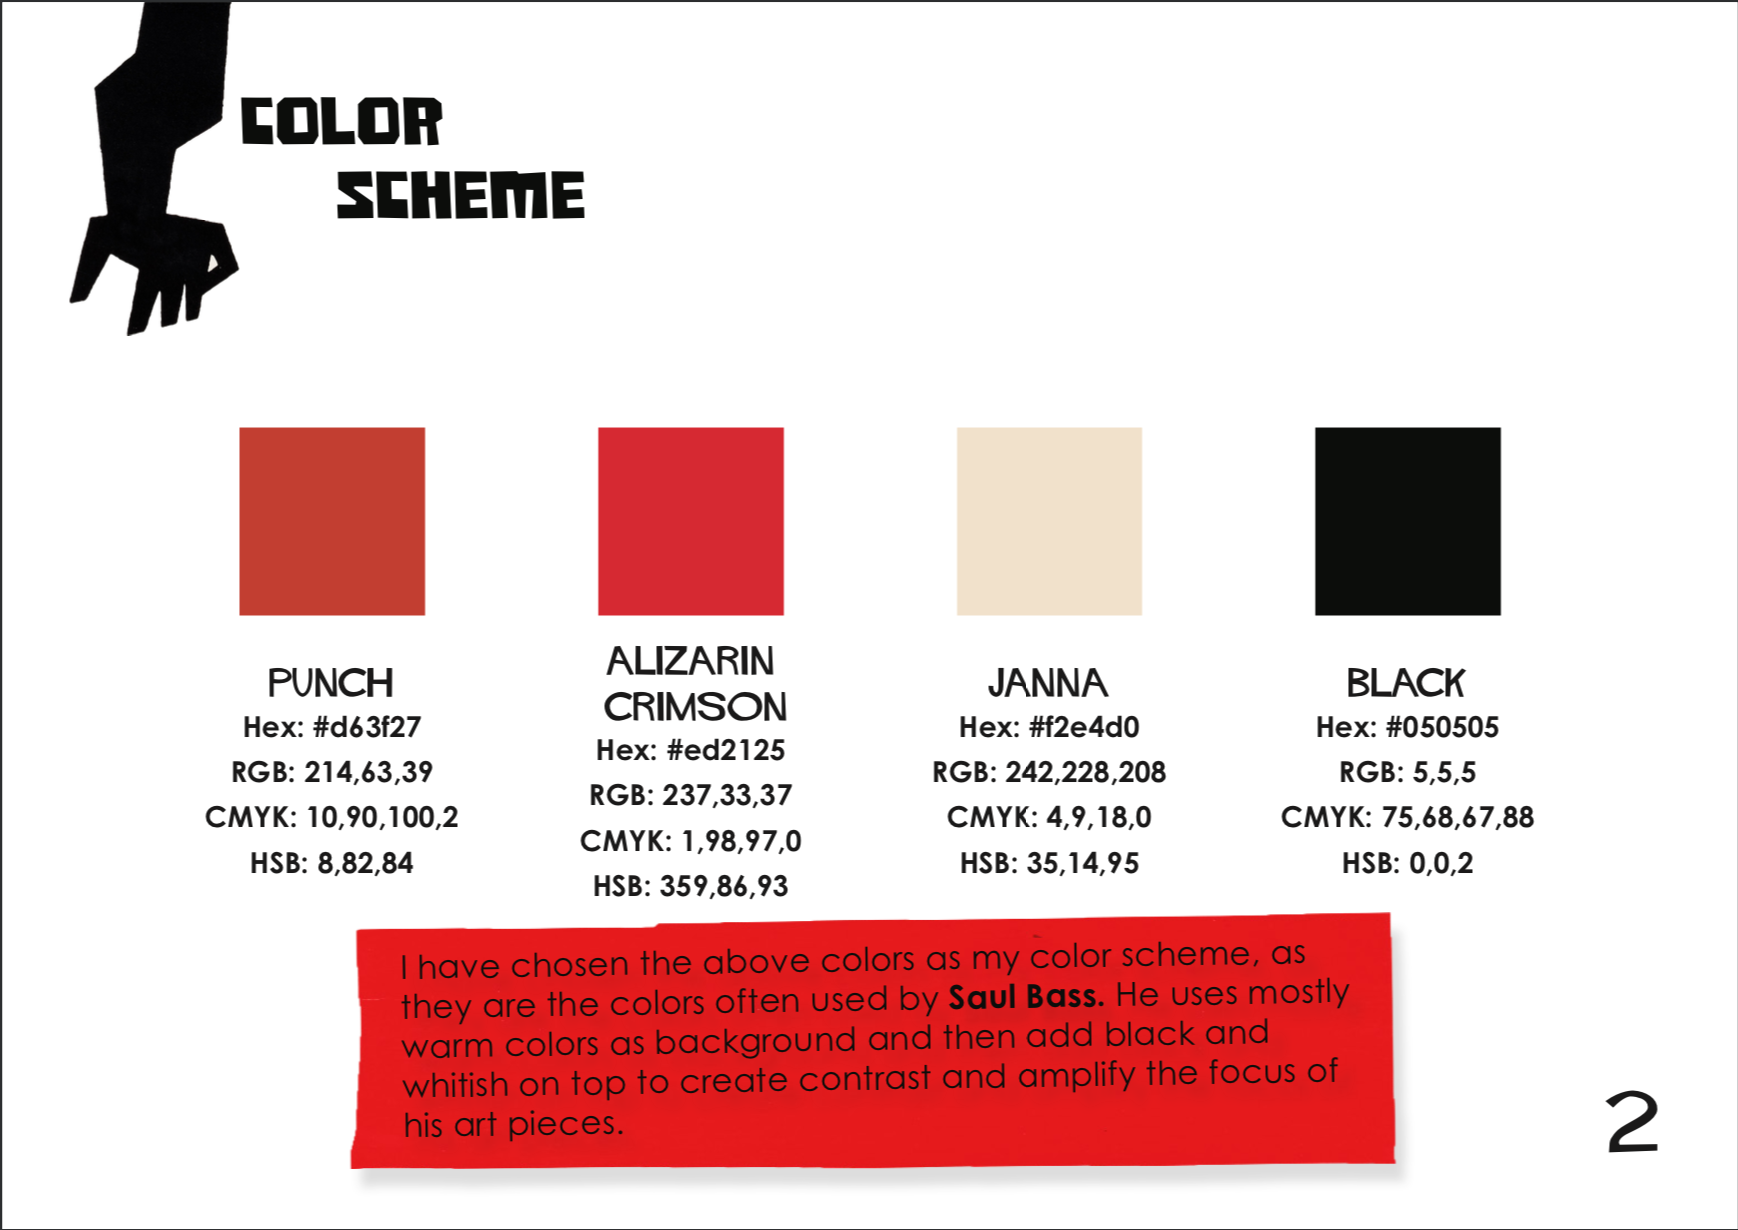 COLOR
SCHEME
PUNCH
Hex: #d63f27
RGB: 214,63,39
CMYK: 10,90,100,2
HSB: 8,82,84
ALIZARIN
CRIMSON
Hex: #ed2125
RGB: 237,33,37
CMYK: 1,98,97,0
HSB: 359,86,93
JANNA
Hex: #f2e4d0
RGB: 242,228,208
CMYK: 4,9,18,0
HSB: 35,14,95
BLACK
Hex: #050505
RGB: 5,5,5
CMYK: 75,68,67,88
HSB: 0,0,2
I have chosen the above colors as my color scheme, as
they are the colors often used by Saul Bass. He uses mostly
warm colors as background and then add black and
whitish on top to create contrast and amplify the focus of
his art pieces.
2